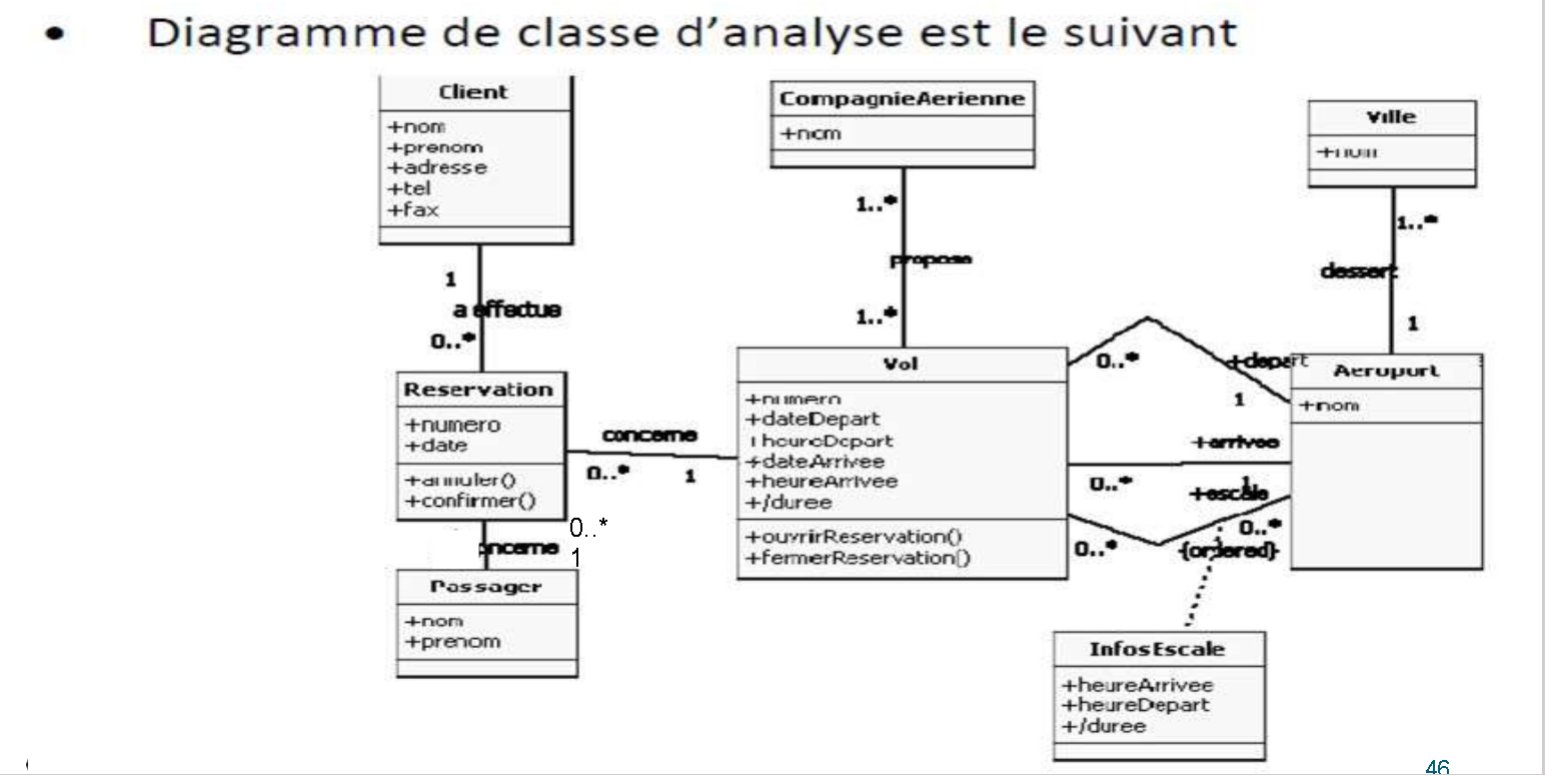 • Diagramme de classe d’analyse est le suivant
Client
+nom
+prenom
+adresse
+tel
+fax
CompagnieAerienne
+nom
Ville
1
a effectue
0..*
1..*
propose
1..*
1..*
dessert
1
Reservation
+numero
+date
+annuler()
+confirmer()
concerne
0..*
1
Vol
+numero
+dateDepart
+heureDepart
+dateArrivee
+heureArrivee
+/duree
+ouvrirReservation()
+fermerReservation()
0..*
+depart
1
+arrivee
0..*
1
+escale
0..*
0..*
{ordered}
Aeroport
+nom
0..*
ncerne
1
Passager
+nom
+prenom
InfosEscale
+heureArrivee
+heureDepart
+/duree
46